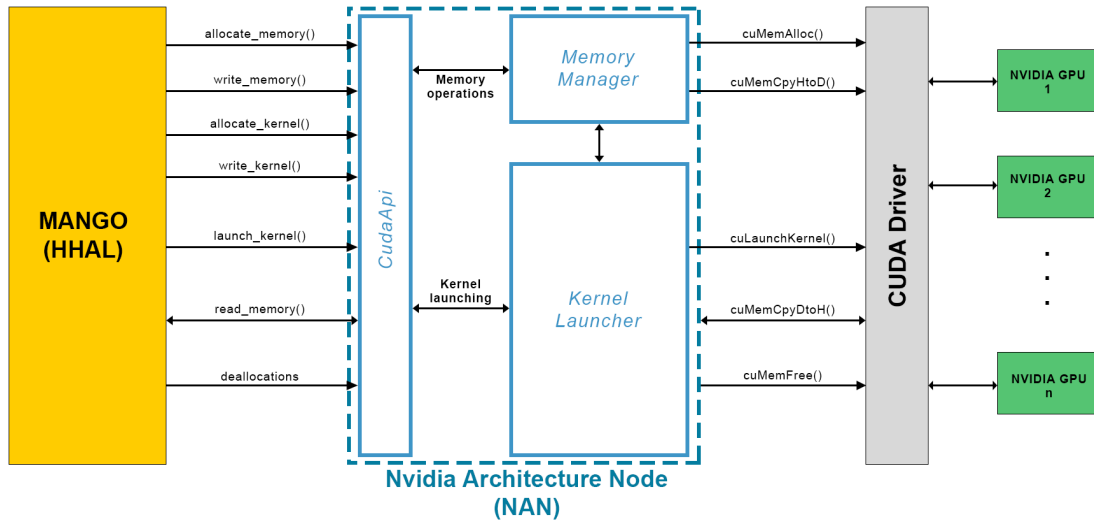 MANGO
(HHAL)
allocate_memory()
write_memory()
allocate_kernel()
write_kernel()
launch_kernel()
read_memory()
deallocations
CudaApi
Memory
operations
Kernel
launching
Memory
Manager
Kernel
Launcher
Nvidia Architecture Node
(NAN)
cuMemAlloc()
cuMemCpyHtoD()
cuLaunchKernel()
cuMemCpyDtoH()
cuMemFree()
CUDA Driver
NVIDIA GPU
1
NVIDIA GPU
2
.
.
.
NVIDIA GPU
n